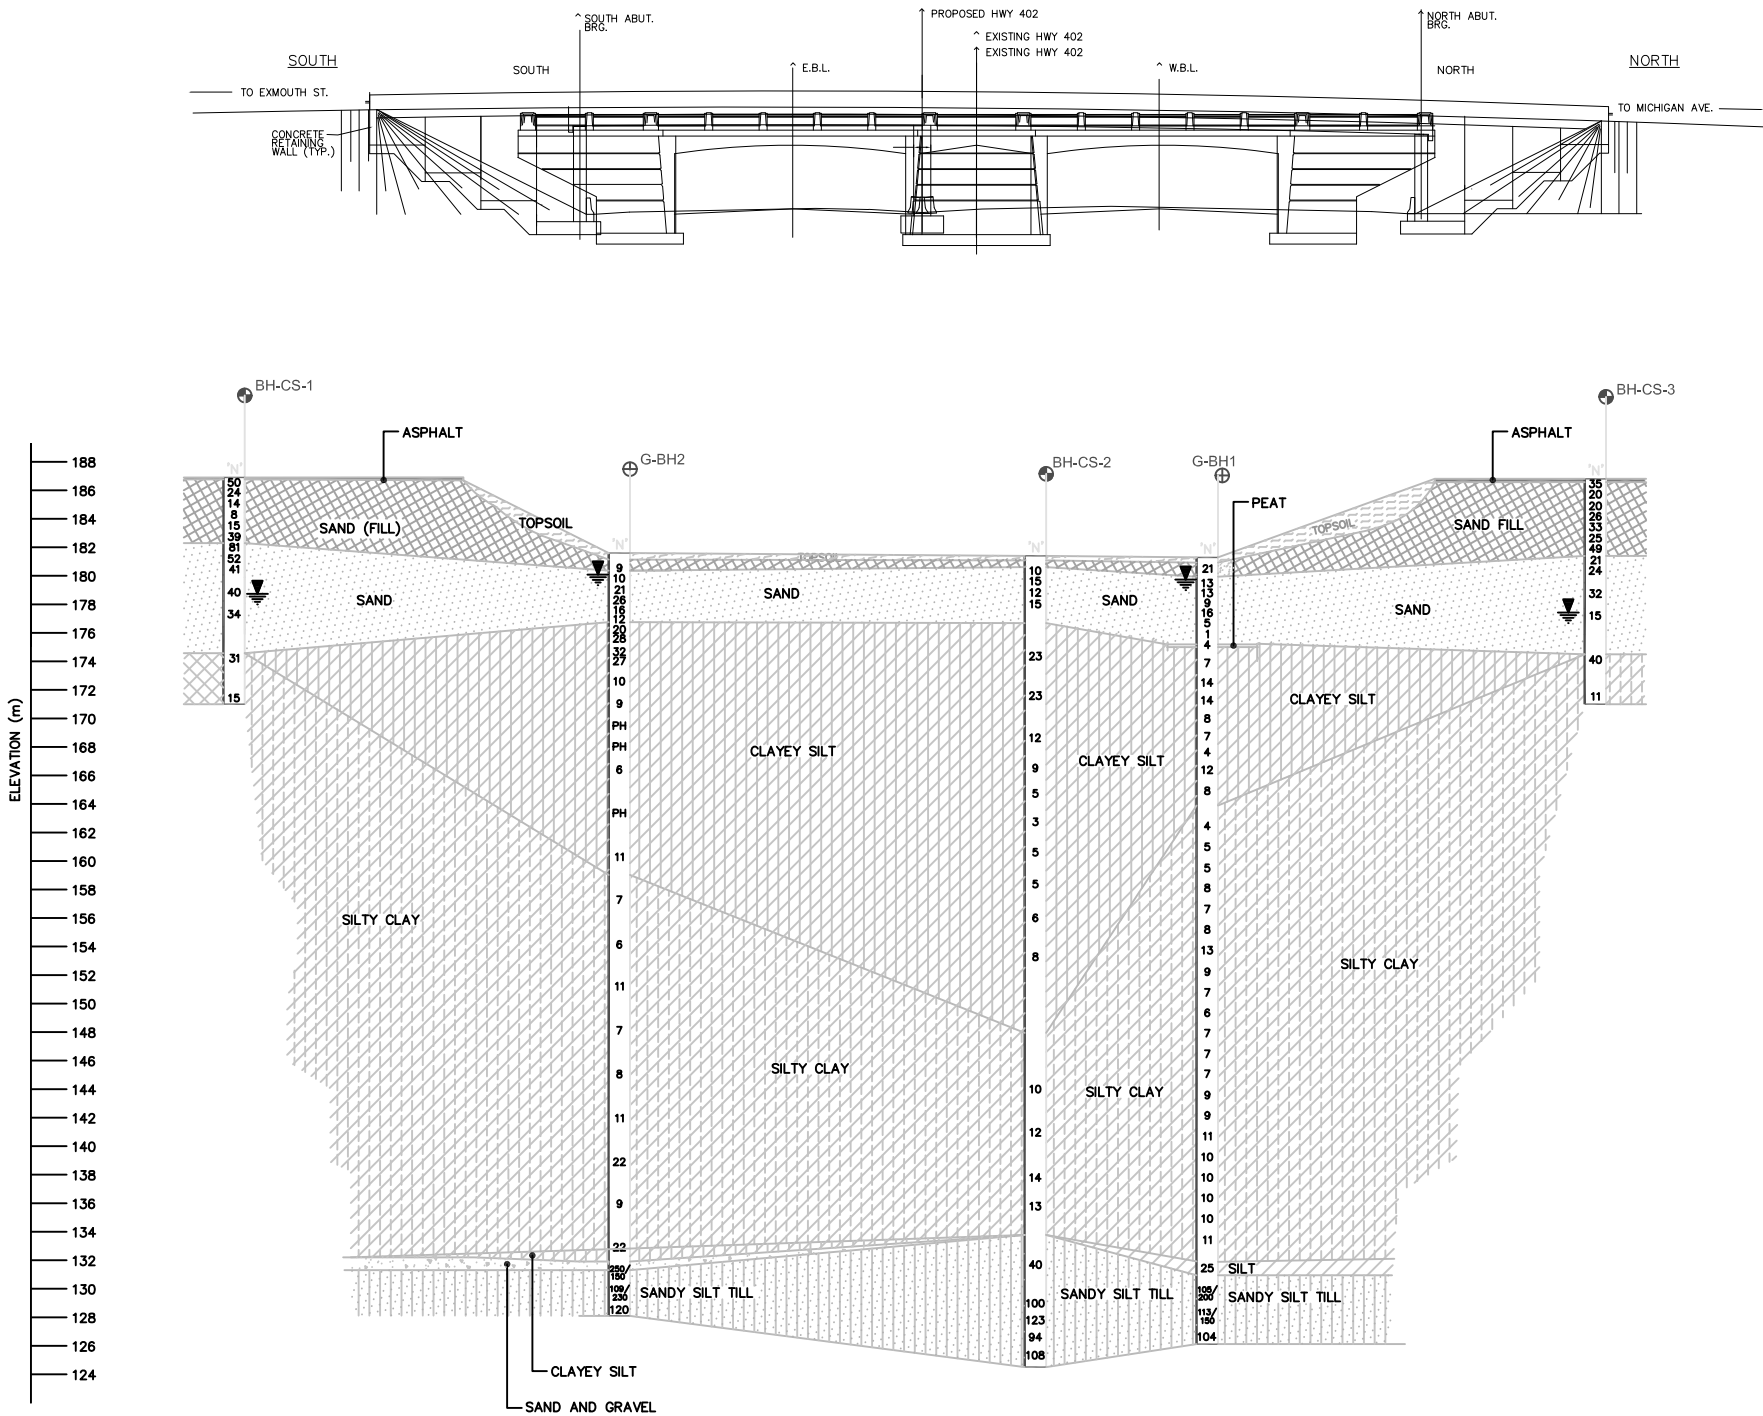 SOUTH ABUT.
BRG.
PROPOSED HWY 402
EXISTING HWY 402
EXISTING HWY 402
NORTH ABUT.
BRG.
SOUTH
SOUTH
E.B.L.
W.B.L.
NORTH
NORTH
TO EXMOUTH ST.
TO MICHIGAN AVE.
CONCRETE
RETAINING
WALL (TYP.)
BH-CS-1
BH-CS-3
ASPHALT
ASPHALT
G-BH2
BH-CS-2
G-BH1
PEAT
ELEVATION (m)
188
186
184
182
180
178
176
174
172
170
168
166
164
162
160
158
156
154
152
150
148
146
144
142
140
138
136
134
132
130
128
126
124
'N'
50
24
14
8
15
39
81
52
41
40
34
31
15
SAND (FILL)
TOPSOIL
SAND
SILTY CLAY
'N'
9
10
21
26
16
12
20
28
32
27
10
9
PH
PH
6
PH
11
7
6
11
7
8
11
22
9
22
250/
150
109/
230
120
TOPSOIL
SAND
CLAYEY SILT
SILTY CLAY
SANDY SILT TILL
'N'
10
15
12
15
23
23
12
9
5
3
5
5
6
8
10
12
14
13
40
100
123
94
108
SAND
CLAYEY SILT
SILTY CLAY
SANDY SILT TILL
'N'
21
13
13
9
16
5
1
4
7
14
14
8
7
4
12
8
4
5
5
8
7
8
13
9
7
6
7
7
7
9
9
11
10
10
10
10
11
25
105/
200
113/
150
104
TOPSOIL
SAND FILL
SAND
CLAYEY SILT
SILTY CLAY
SILT
SANDY SILT TILL
'N'
35
20
20
26
33
25
49
21
24
32
15
40
11
CLAYEY SILT
SAND AND GRAVEL